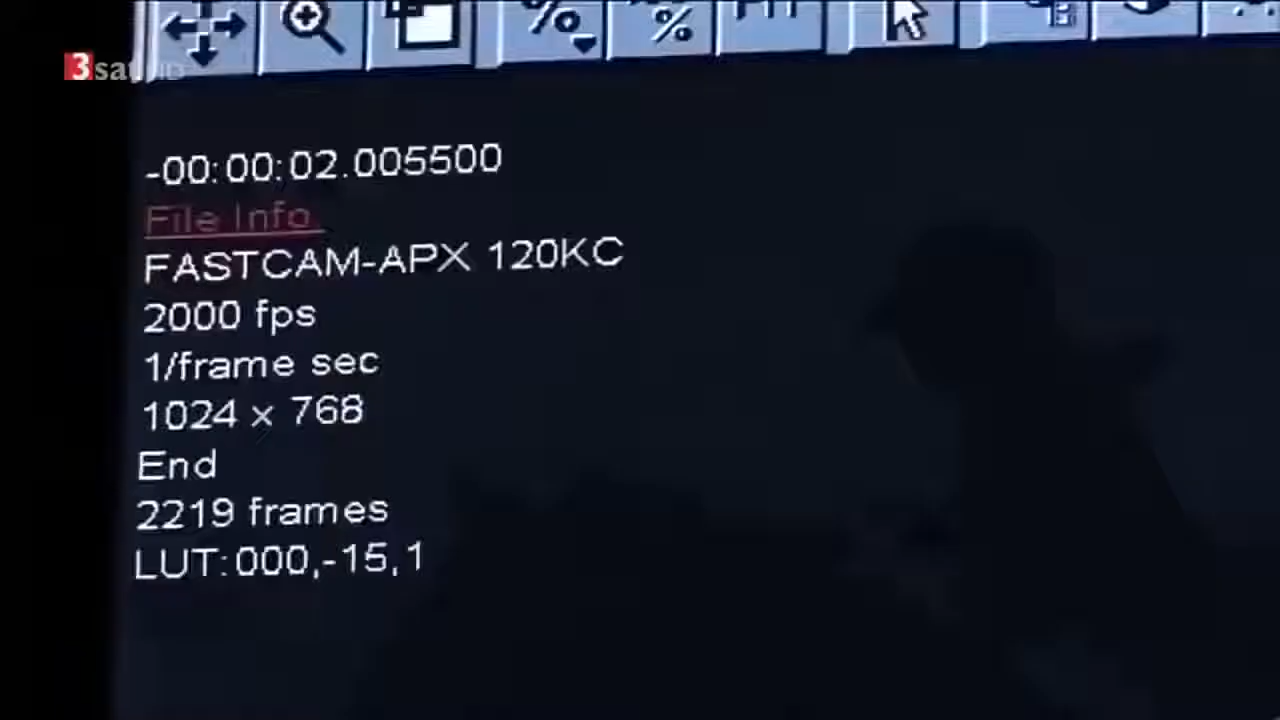 3sat HD
-00:00:02.005500
File Info
FASTCAM-APX 120KC
2000 fps
1/frame sec
1024 x 768
End
2219 frames
LUT:000,-15,1